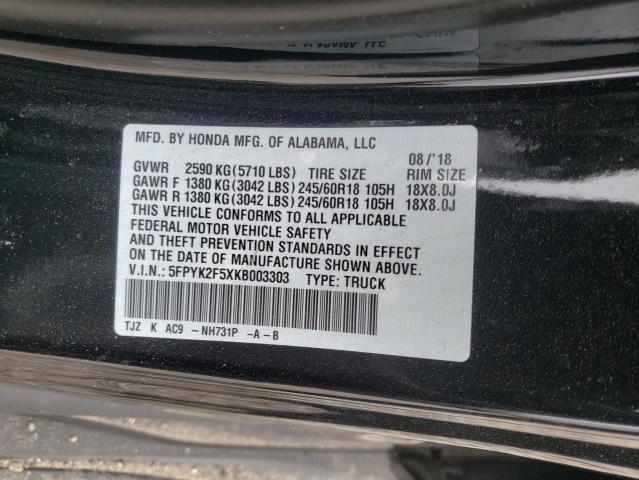 OF ALABAMA, LLC
MFD. BY HONDA MFG. OF ALABAMA, LLC 08/'18
GVWR 2590 KG (5710 LBS) TIRE SIZE RIM SIZE
GAWR F 1380 KG (3042 LBS) 245/60R18 105H 18X8.0J
GAWR R 1380 KG (3042 LBS) 245/60R18 105H 18X8.0J
THIS VEHICLE CONFORMS TO ALL APPLICABLE
FEDERAL MOTOR VEHICLE SAFETY
AND THEFT PREVENTION STANDARDS IN EFFECT
ON THE DATE OF MANUFACTURE SHOWN ABOVE.
V.I.N.: 5FPYK2F5XKB003303 TYPE: TRUCK
TJZ K AC9 -NH731P -A-B